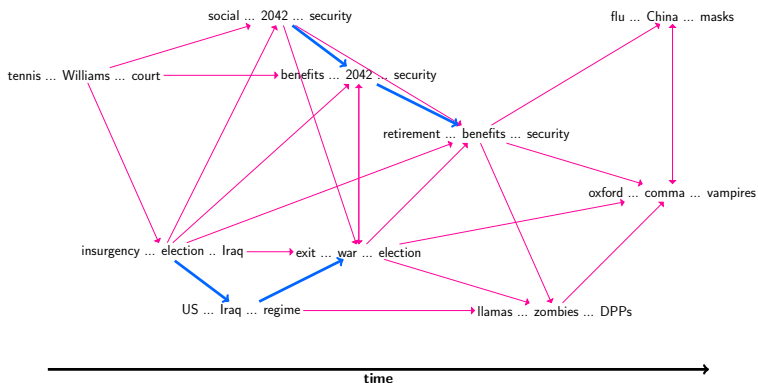 social ... 2042 ... security
flu ... China ... masks
tennis ... Williams ... court
benefits ... 2042 ... security
retirement ... benefits ... security
oxford ... comma ... vampires
insurgency ... election .. Iraq
exit ... war ... election
US ... Iraq ... regime
llamas ... zombies ... DPPs
time